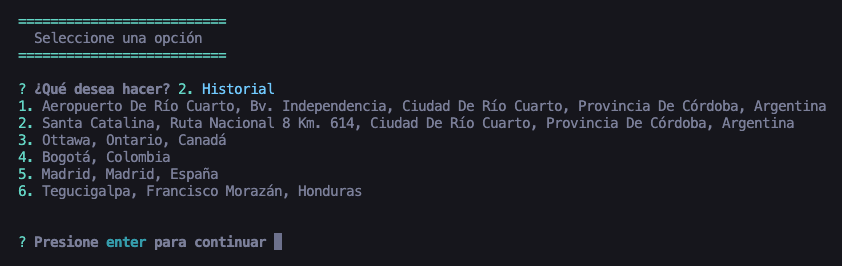 ==========================
Seleccione una opción
==========================
? ¿Qué desea hacer? 2. Historial
1. Aeropuerto De Río Cuarto, Bv. Independencia, Ciudad De Río Cuarto, Provincia De Córdoba, Argentina
2. Santa Catalina, Ruta Nacional 8 Km. 614, Ciudad De Río Cuarto, Provincia De Córdoba, Argentina
3. Ottawa, Ontario, Canadá
4. Bogotá, Colombia
5. Madrid, Madrid, España
6. Tegucigalpa, Francisco Morazán, Honduras
? Presione enter para continuar